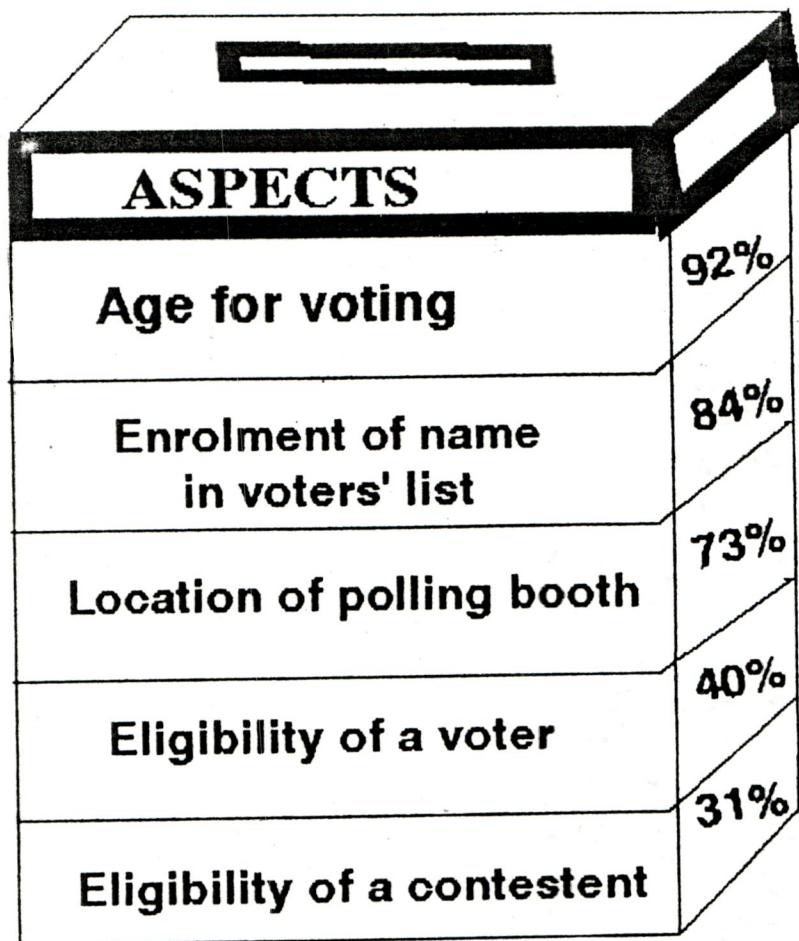 ASPECTS
Age for voting
92%
Enrolment of name
in voters' list
84%
Location of polling booth
73%
Eligibility of a voter
40%
Eligibility of a contestent
31%